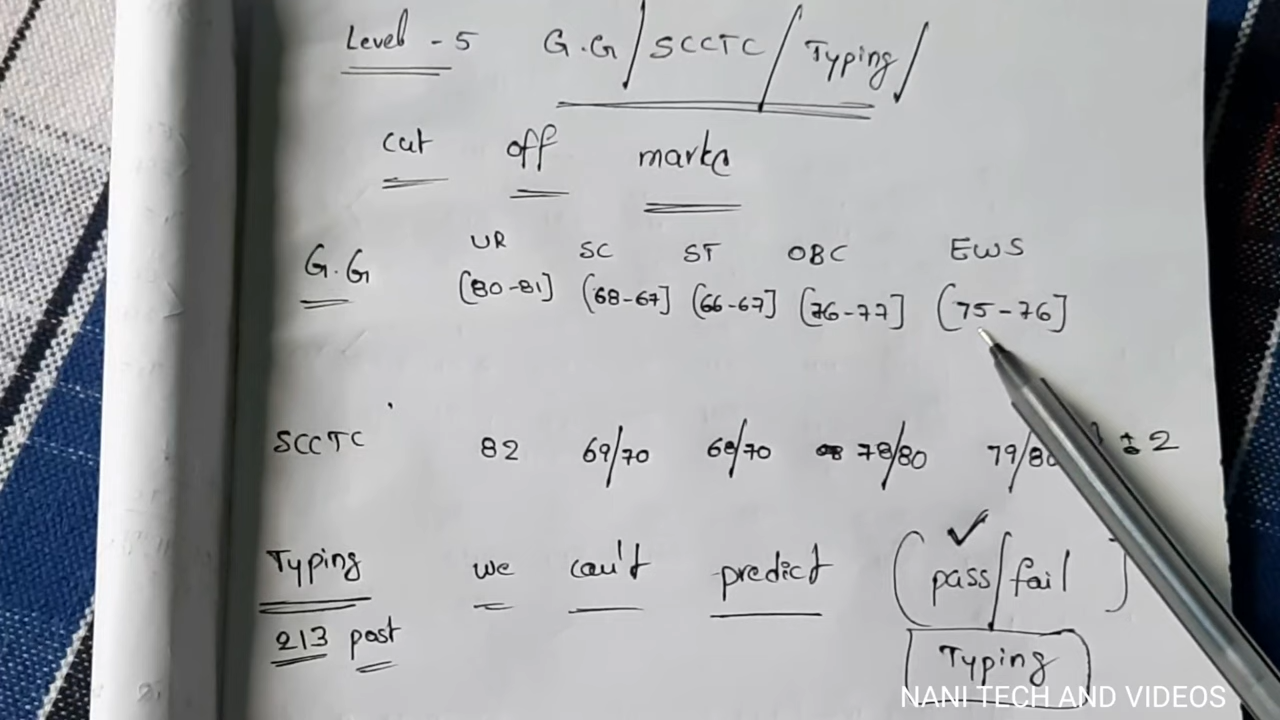 Level - 5 G.G/SCCTC/Typing/
cut off marks
UR SC ST OBC EWS
G.G (80-81] (68-67] (66-67] [76-77] (75-76]
SCCTC 82 69/70 68/70 78/80 79/80 ± 2
Typing we can't predict (pass/fail)
213 post
Typing
NANI TECH AND VIDEOS